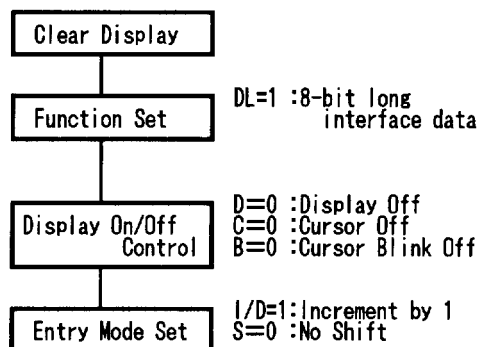 Clear Display
Function Set
DL=1 :8-bit long
interface data
Display On/Off
Control
D=0 :Display Off
C=0 :Cursor Off
B=0 :Cursor Blink Off
Entry Mode Set
I/D=1:Increment by 1
S=0 :No Shift